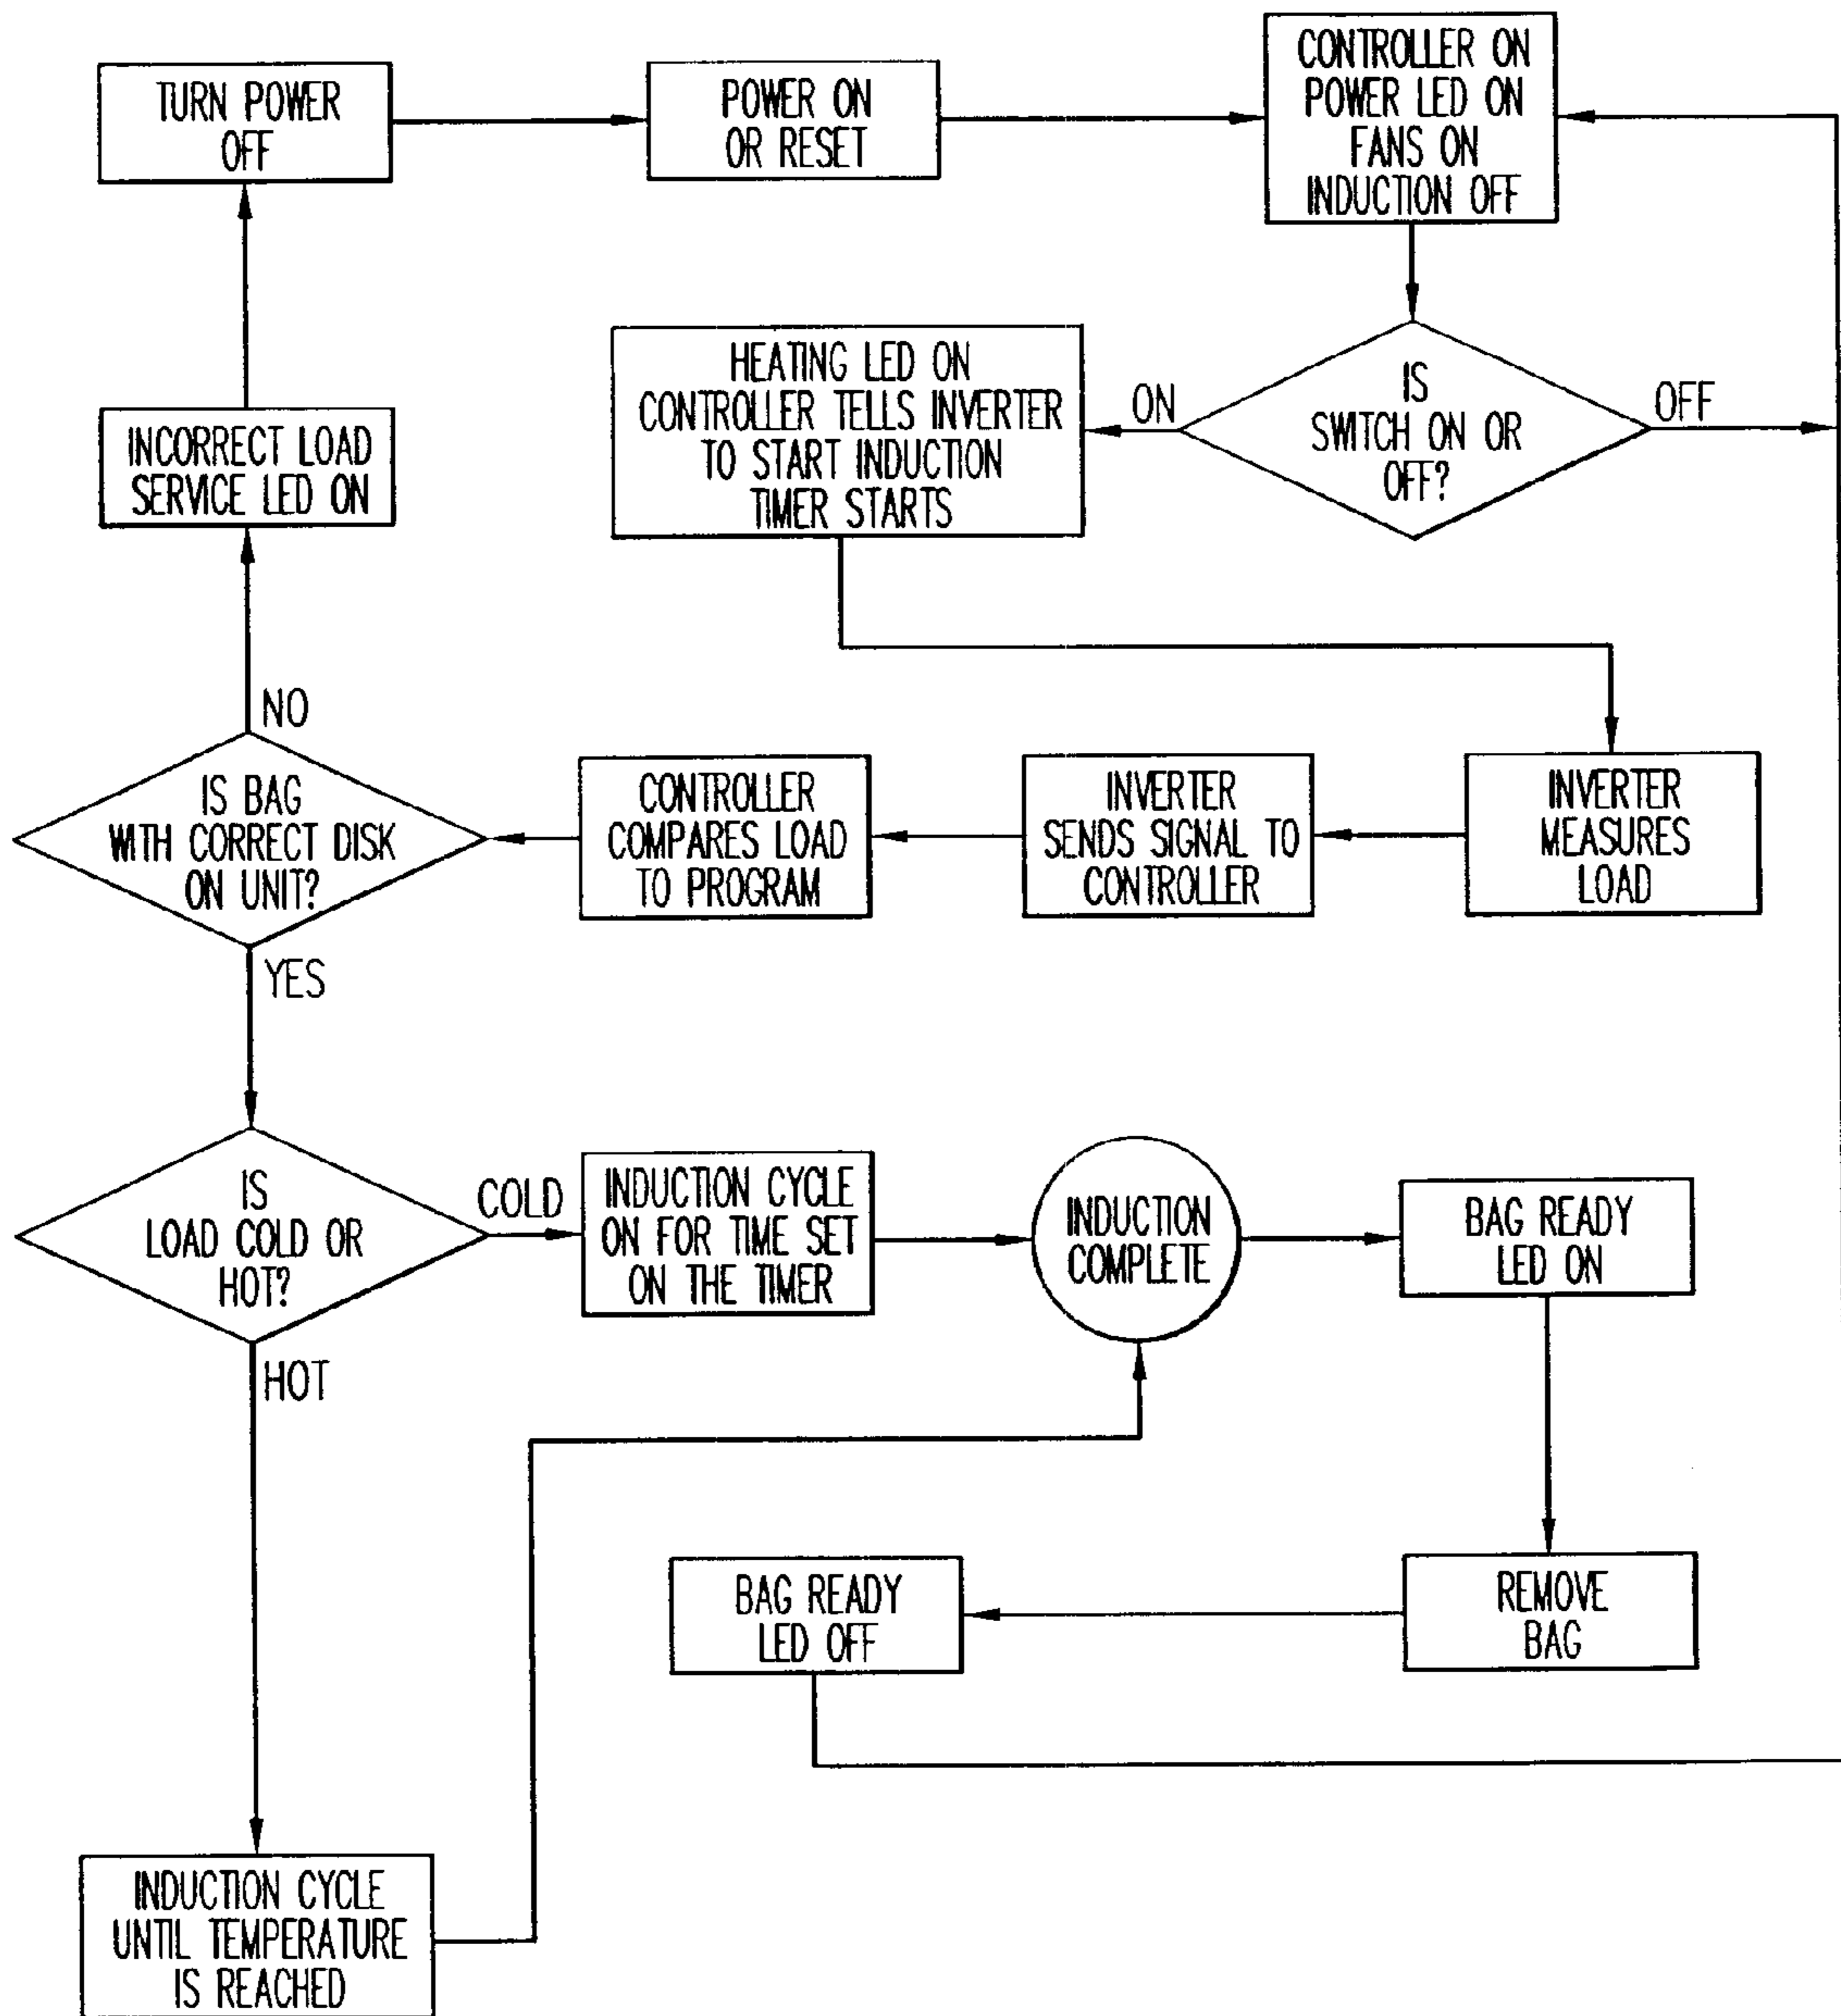 TURN POWER
OFF
POWER ON
OR RESET
CONTROLLER ON
POWER LED ON
FANS ON
INDUCTION OFF
IS
SWITCH ON OR
OFF?
ON
OFF
HEATING LED ON
CONTROLLER TELLS INVERTER
TO START INDUCTION
TIMER STARTS
INCORRECT LOAD
SERVICE LED ON
NO
IS BAG
WITH CORRECT DISK
ON UNIT?
YES
CONTROLLER
COMPARES LOAD
TO PROGRAM
INVERTER
SENDS SIGNAL TO
CONTROLLER
INVERTER
MEASURES
LOAD
IS
LOAD COLD OR
HOT?
COLD
HOT
INDUCTION CYCLE
ON FOR TIME SET
ON THE TIMER
INDUCTION
COMPLETE
BAG READY
LED ON
REMOVE
BAG
BAG READY
LED OFF
INDUCTION CYCLE
UNTIL TEMPERATURE
IS REACHED